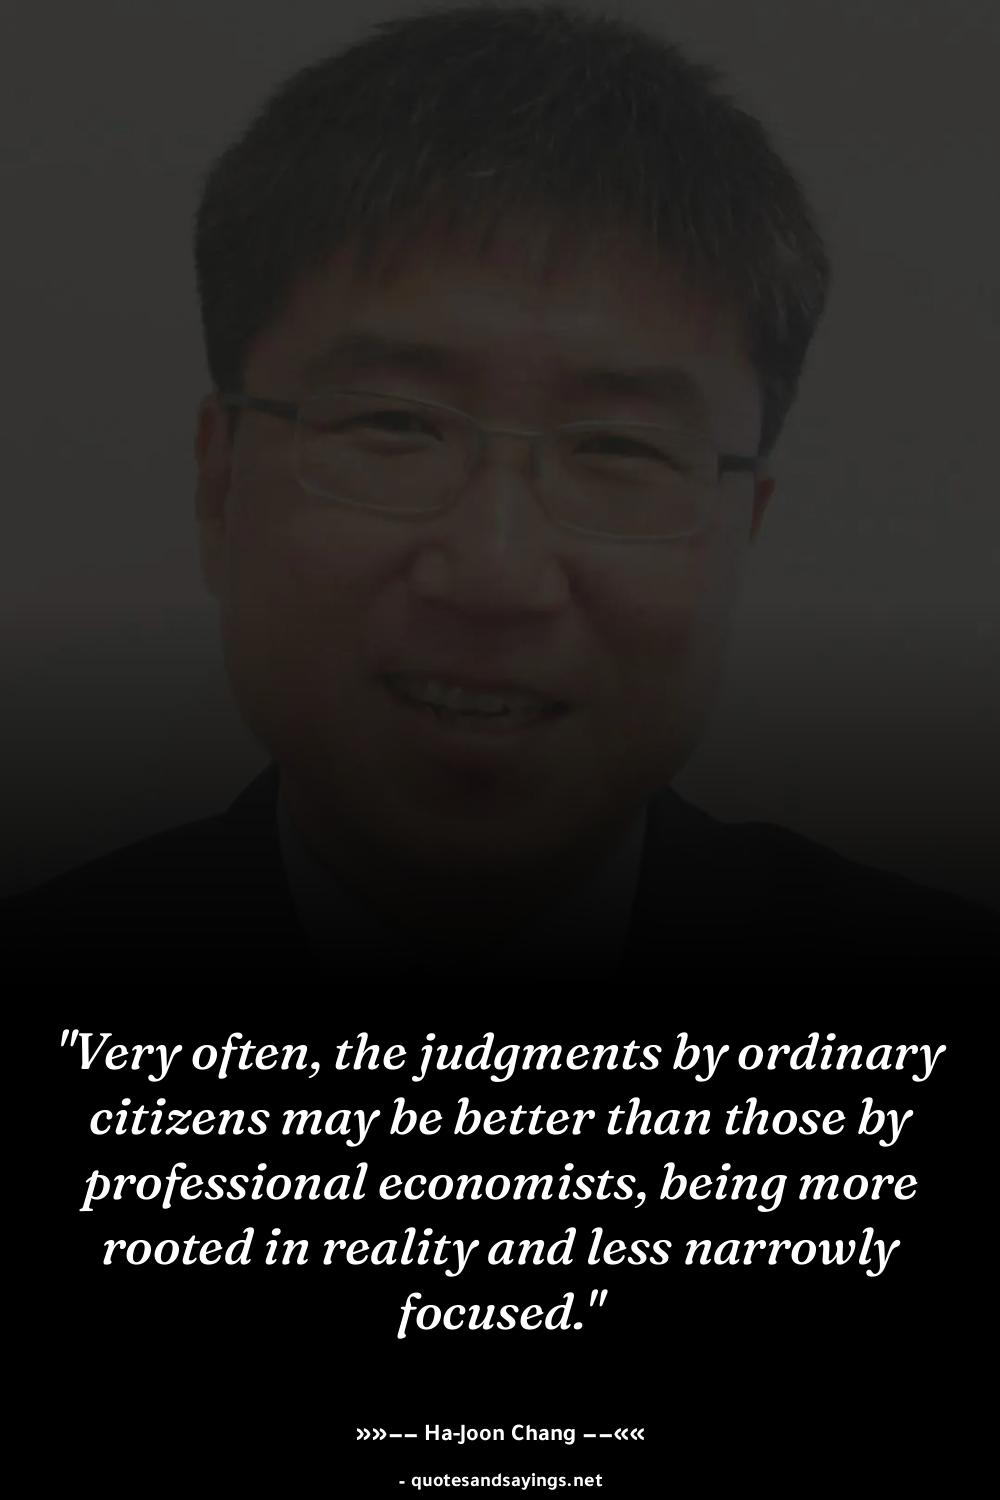 "Very often, the judgments by ordinary
citizens may be better than those by
professional economists, being more
rooted in reality and less narrowly
focused."
»»−− Ha-Joon Chang −−««
- quotesandsayings.net